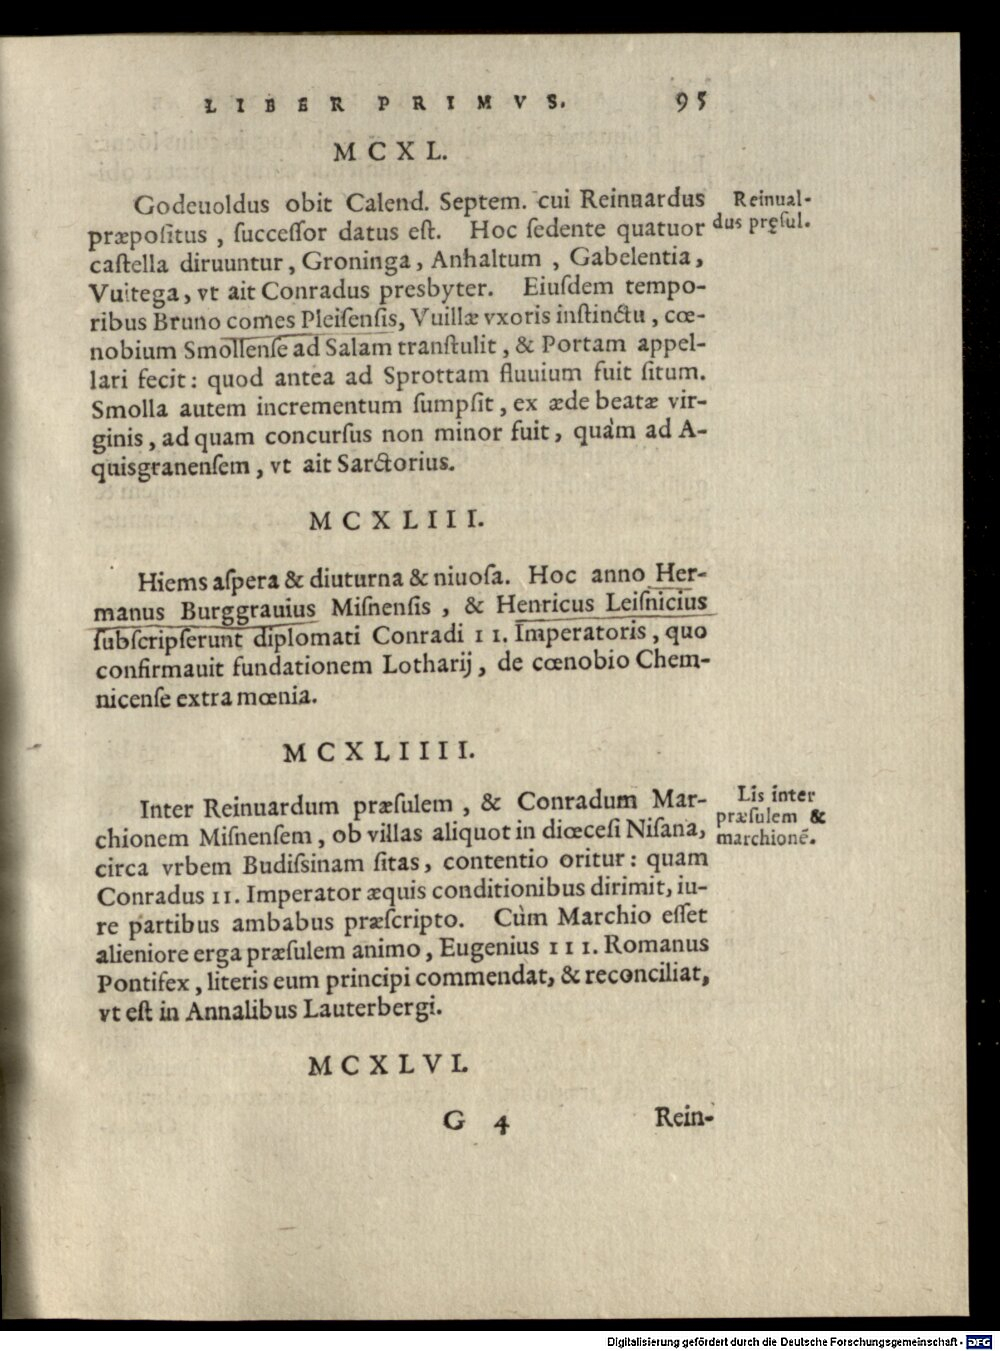 LIBER PRIMVS. 95
MCXL.
Godeuoldus obit Calend. Septem. cui Reinuardus
Reinual-
præpoſitus, ſucceſſor datus eſt. Hoc ſedente quatuor
dus pręſul.
caſtella diruuntur, Groninga, Anhaltum, Gabelentia,
Vuitega, vt ait Conradus presbyter. Eiuſdem tempo-
ribus Bruno comes Pleiſenſis, Vuillæ vxoris inſtinctu, cœ-
nobium Smollenſe ad Salam tranſtulit, & Portam appel-
lari fecit: quod antea ad Sprottam fluuium fuit ſitum.
Smolla autem incrementum ſumpſit, ex æde beatæ vir-
ginis, ad quam concurſus non minor fuit, quàm ad A-
quisgranenſem, vt ait Sarctorius.
MCXLIII.
Hiems aſpera & diuturna & niuoſa. Hoc anno Her-
manus Burggrauius Miſnenſis, & Henricus Leiſnicius
ſubſcripſerunt diplomati Conradi II. Imperatoris, quo
confirmauit fundationem Lotharij, de cœnobio Chem-
nicenſe extra mœnia.
MCXLIIII.
Inter Reinuardum præſulem, & Conradum Mar-
chionem Miſnenſem, ob villas aliquot in diœceſi Niſana,
circa vrbem Budiſsinam ſitas, contentio oritur: quam
Conradus II. Imperator æquis conditionibus dirimit, iu-
re partibus ambabus præſcripto. Cùm Marchio eſſet
alieniore erga præſulem animo, Eugenius III. Romanus
Pontifex, literis eum principi commendat, & reconciliat,
vt eſt in Annalibus Lauterbergi.
Lis inter
præſulem &
marchionē.
MCXLVI.
G 4 Rein-
Digitalisierung gefördert durch die Deutsche Forschungsgemeinschaft - DFG